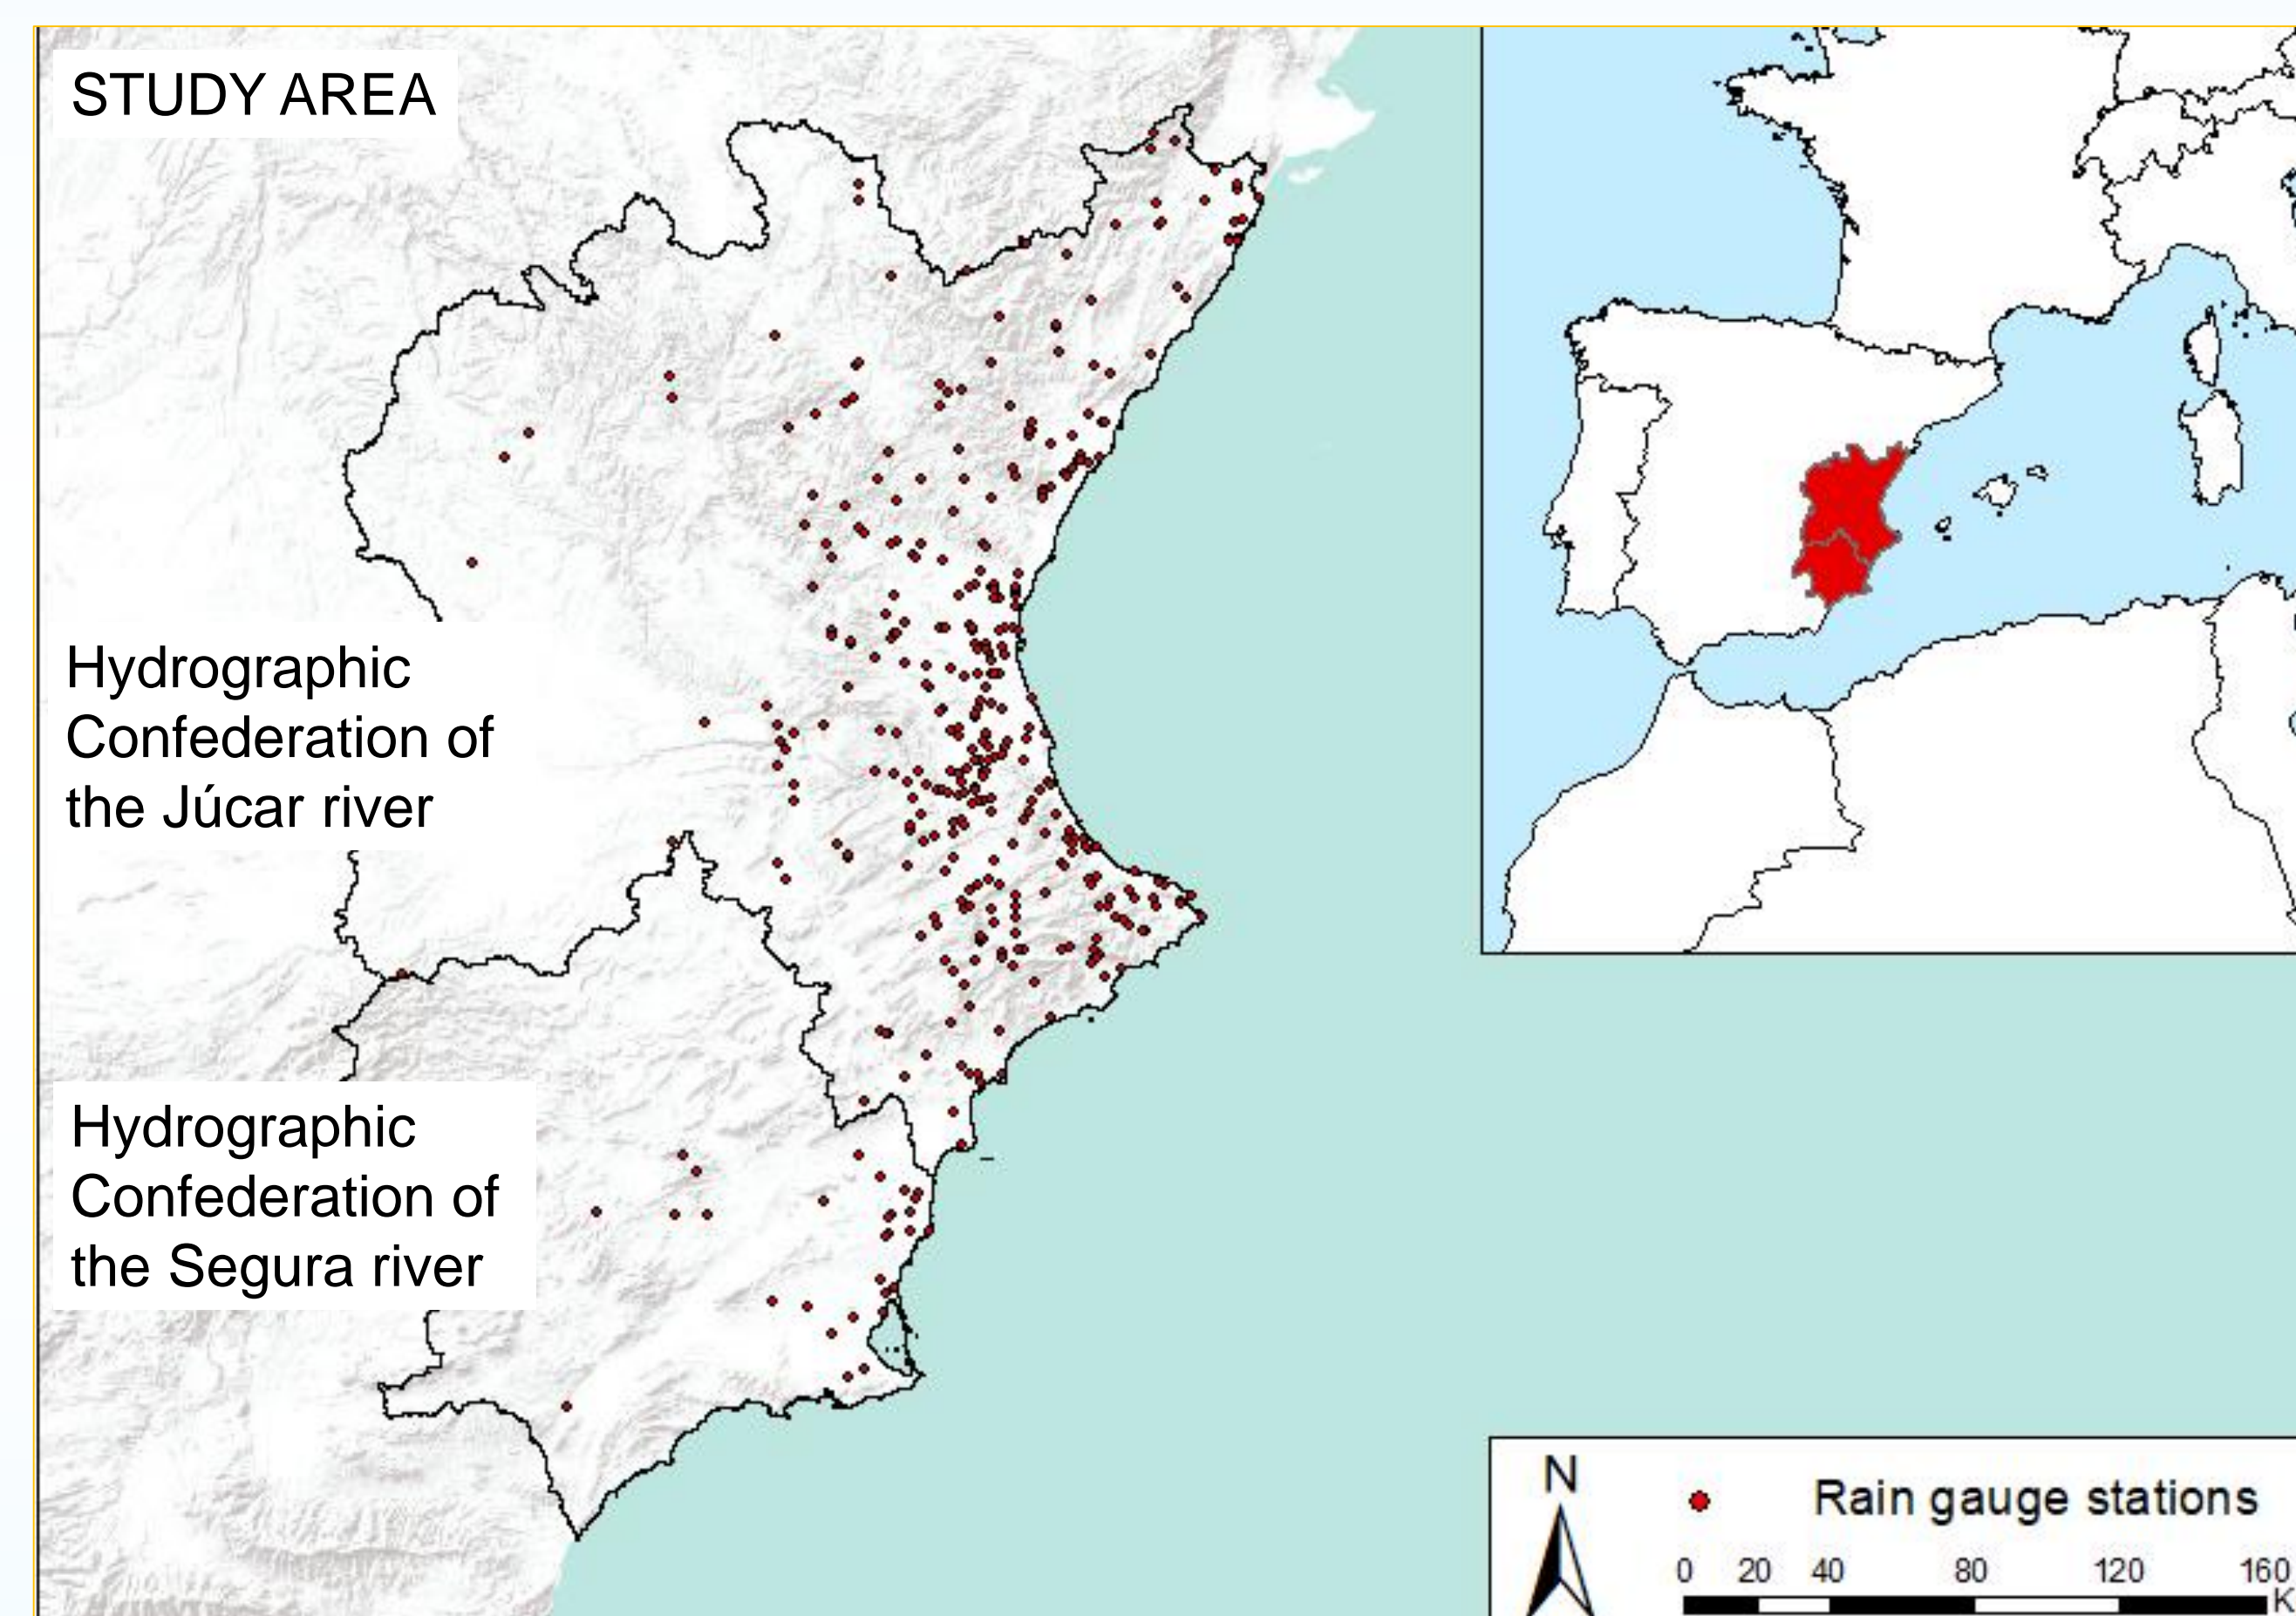 STUDY AREA
Hydrographic
Confederation of
the Júcar river
Hydrographic
Confederation of
the Segura river
N
Rain gauge stations
0 20 40 80 120 160